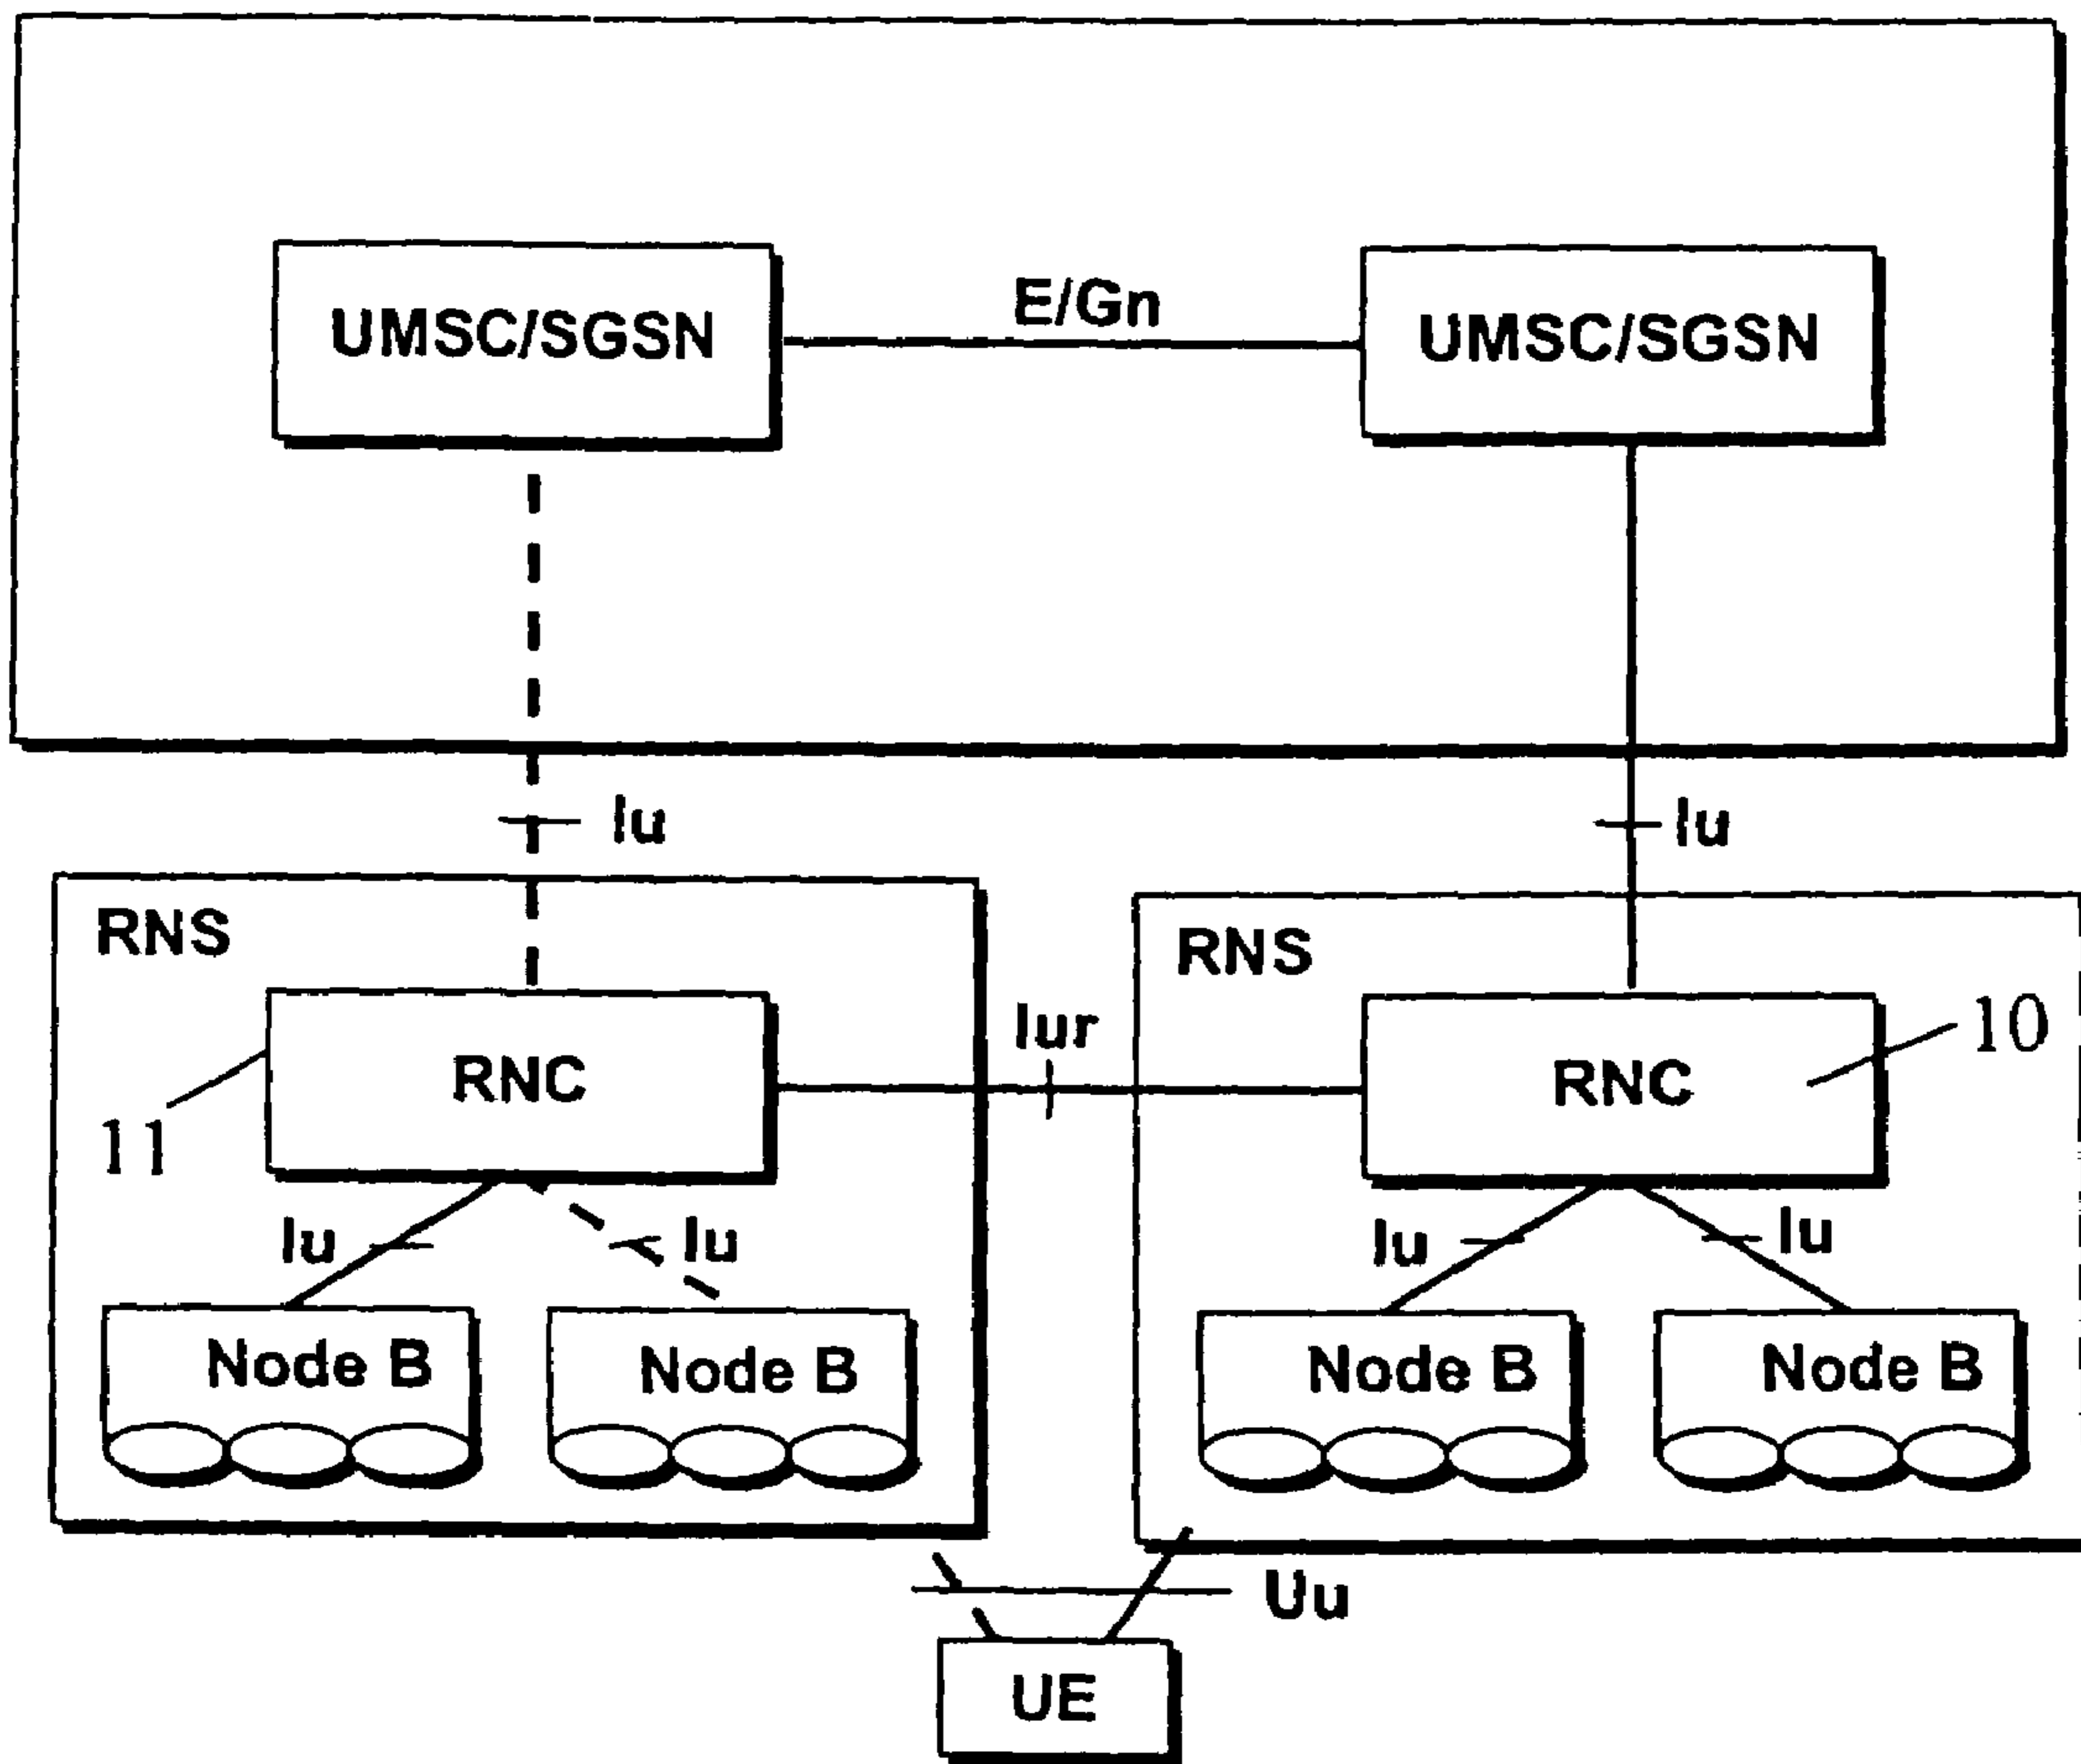 E/Gn
UMSC/SGSN
UMSC/SGSN
Iu
Iu
RNS
RNS
Iur
10
RNC
RNC
11
Iu
Iu
Iu
Iu
Node B
Node B
Node B
Node B
Uu
UE